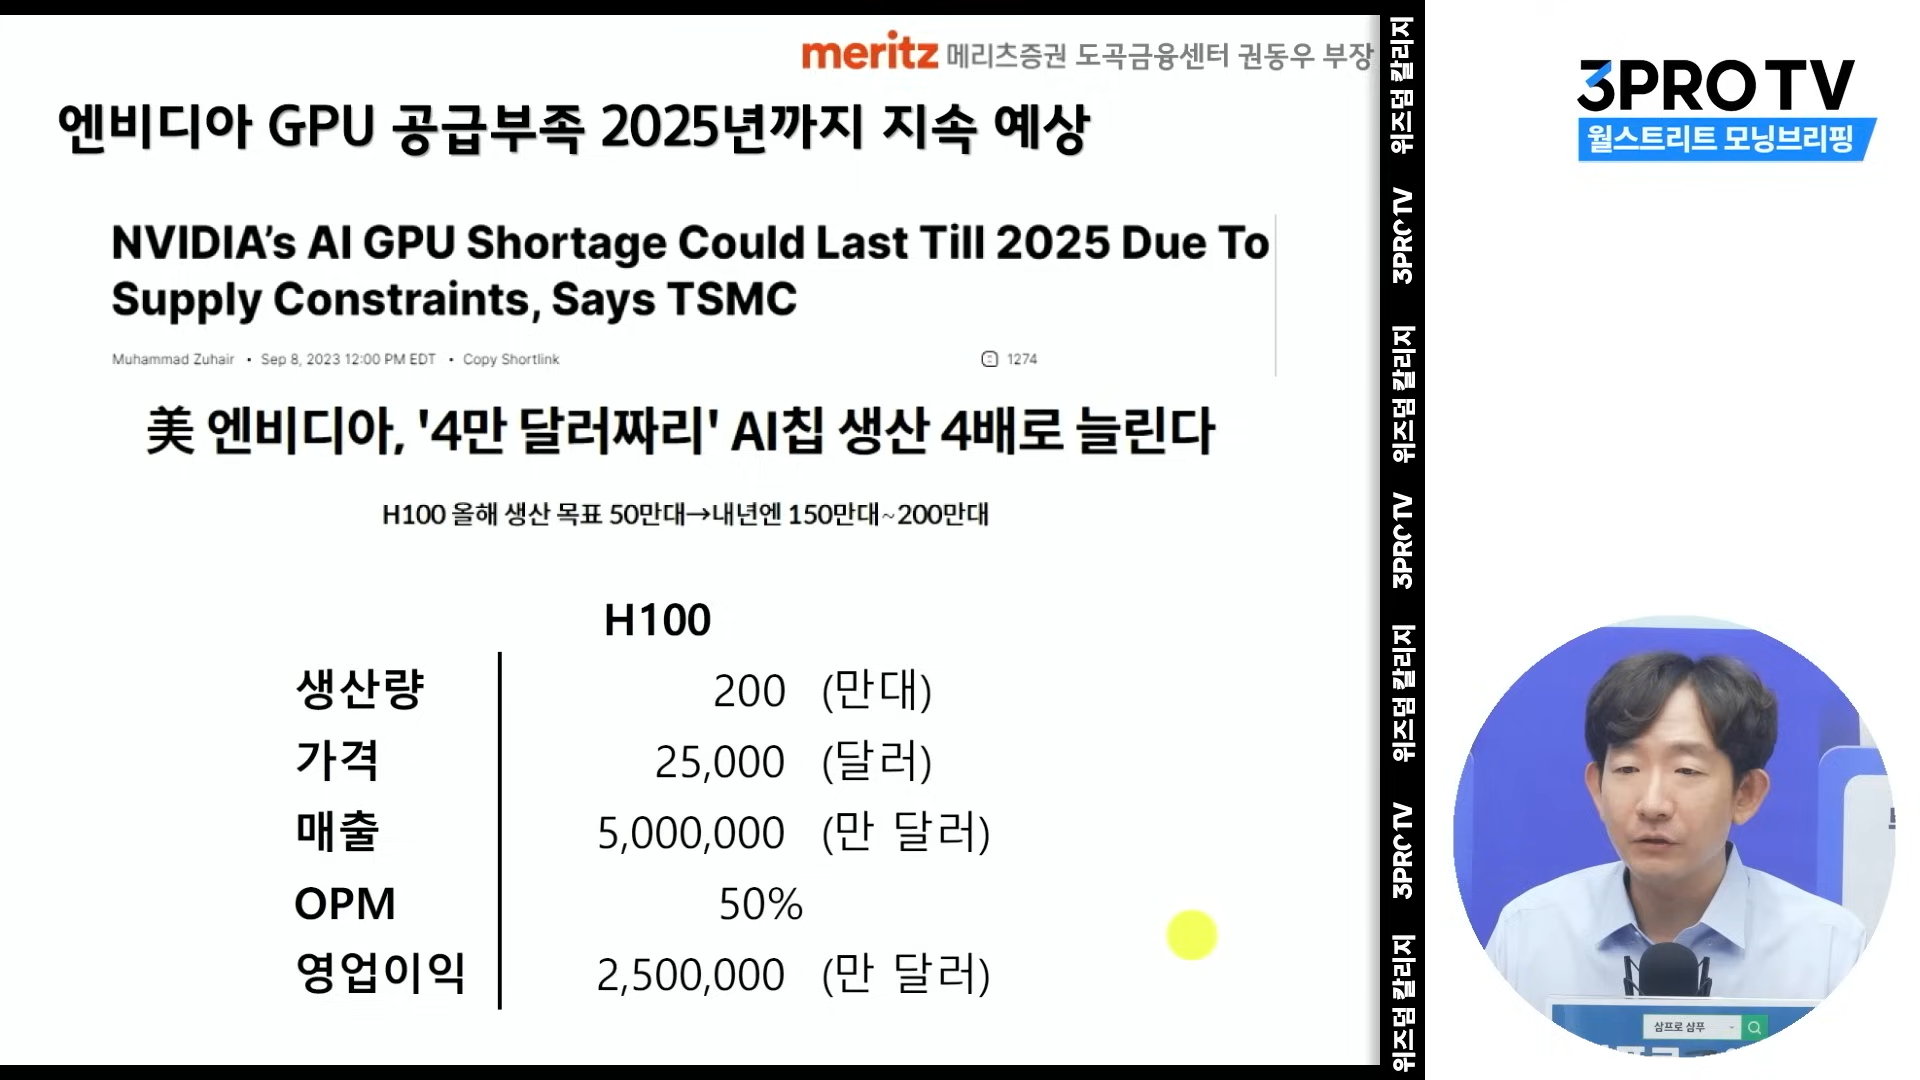 meritz 메리츠증권 도곡금융센터 권동우 부장
엔비디아 GPU 공급부족 2025년까지 지속 예상
NVIDIA's AI GPU Shortage Could Last Till 2025 Due To
Supply Constraints, Says TSMC
Muhammad Zuhair • Sep 8, 2023 12:00 PM EDT • Copy Shortlink
1274
美 엔비디아, '4만 달러짜리' AI칩 생산 4배로 늘린다
H100 올해 생산 목표 50만대→내년엔 150만대~200만대
H100
생산량 200 (만대)
가격 25,000 (달러)
매출 5,000,000 (만 달러)
OPM 50%
영업이익 2,500,000 (만 달러)
위즈덤 칼리지
3PROTV
위즈덤 칼리지
3PROTV
위즈덤 칼리지
3PROTV
위즈덤 칼리지
3PRO TV
월스트리트 모닝브리핑
삼프로 샴푸